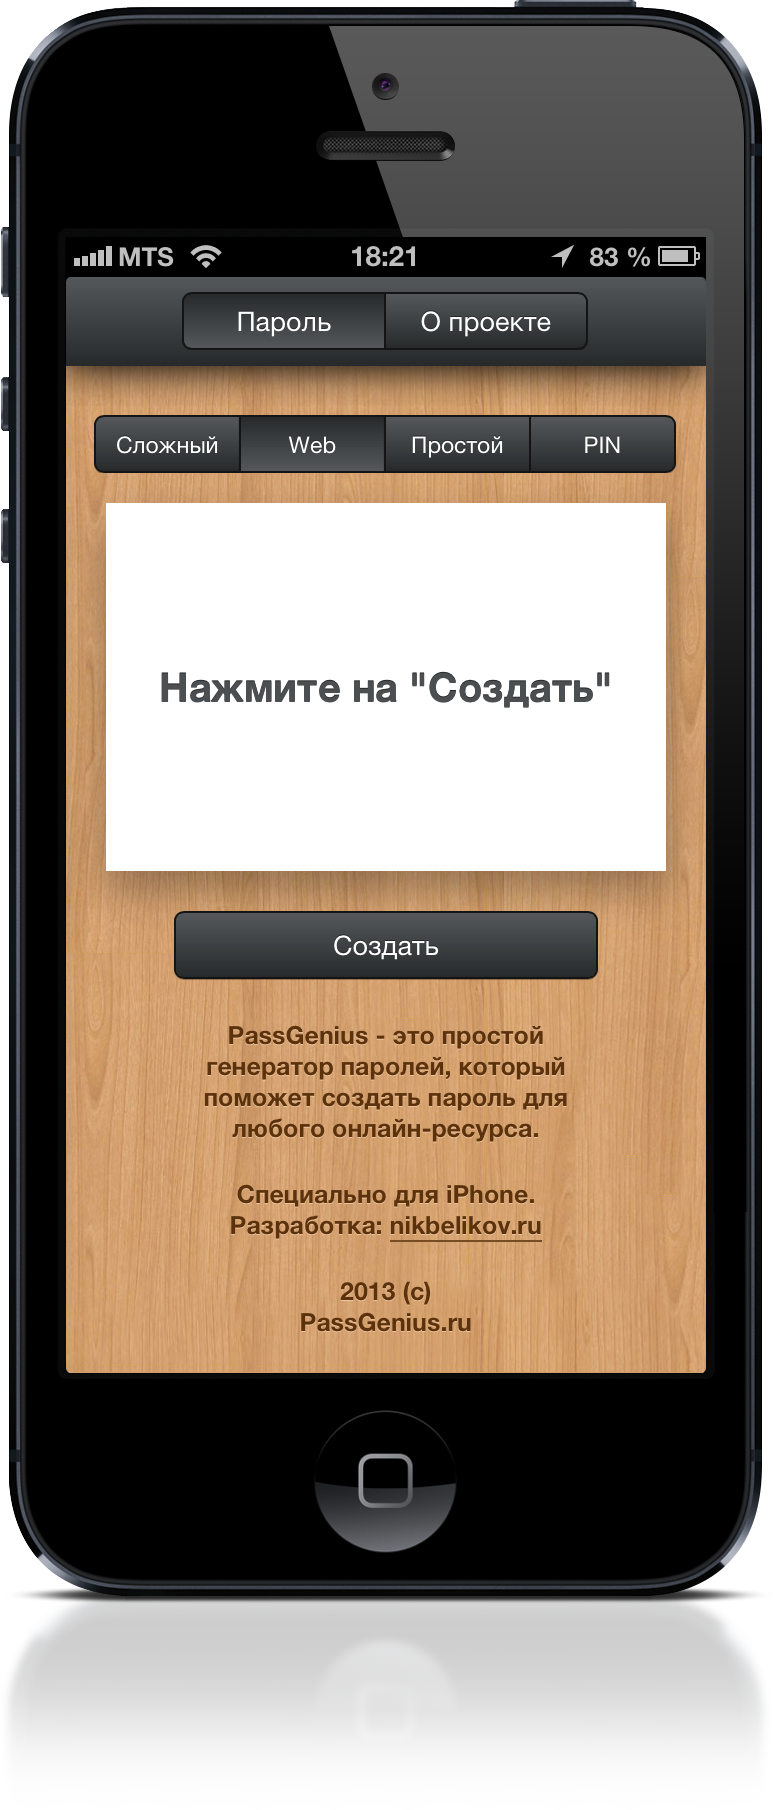 MTS 18:21 83 %
Пароль О проекте
Сложный Web Простой PIN
Нажмите на "Создать"
Создать
PassGenius - это простой
генератор паролей, который
поможет создать пароль для
любого онлайн-ресурса.
Специально для iPhone.
Разработка: nikbelikov.ru
2013 (c)
PassGenius.ru